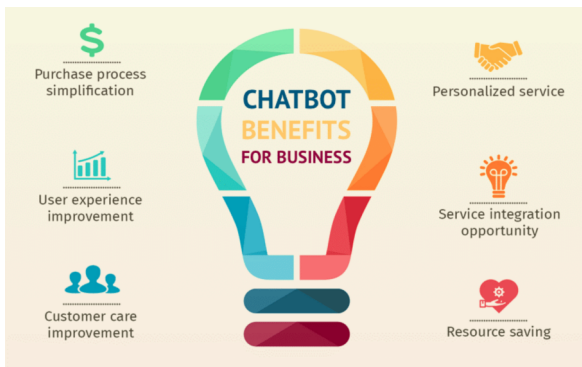 CHATBOT
BENEFITS
FOR BUSINESS
Purchase process
simplification
User experience
improvement
Customer care
improvement
Personalized service
Service integration
opportunity
Resource saving